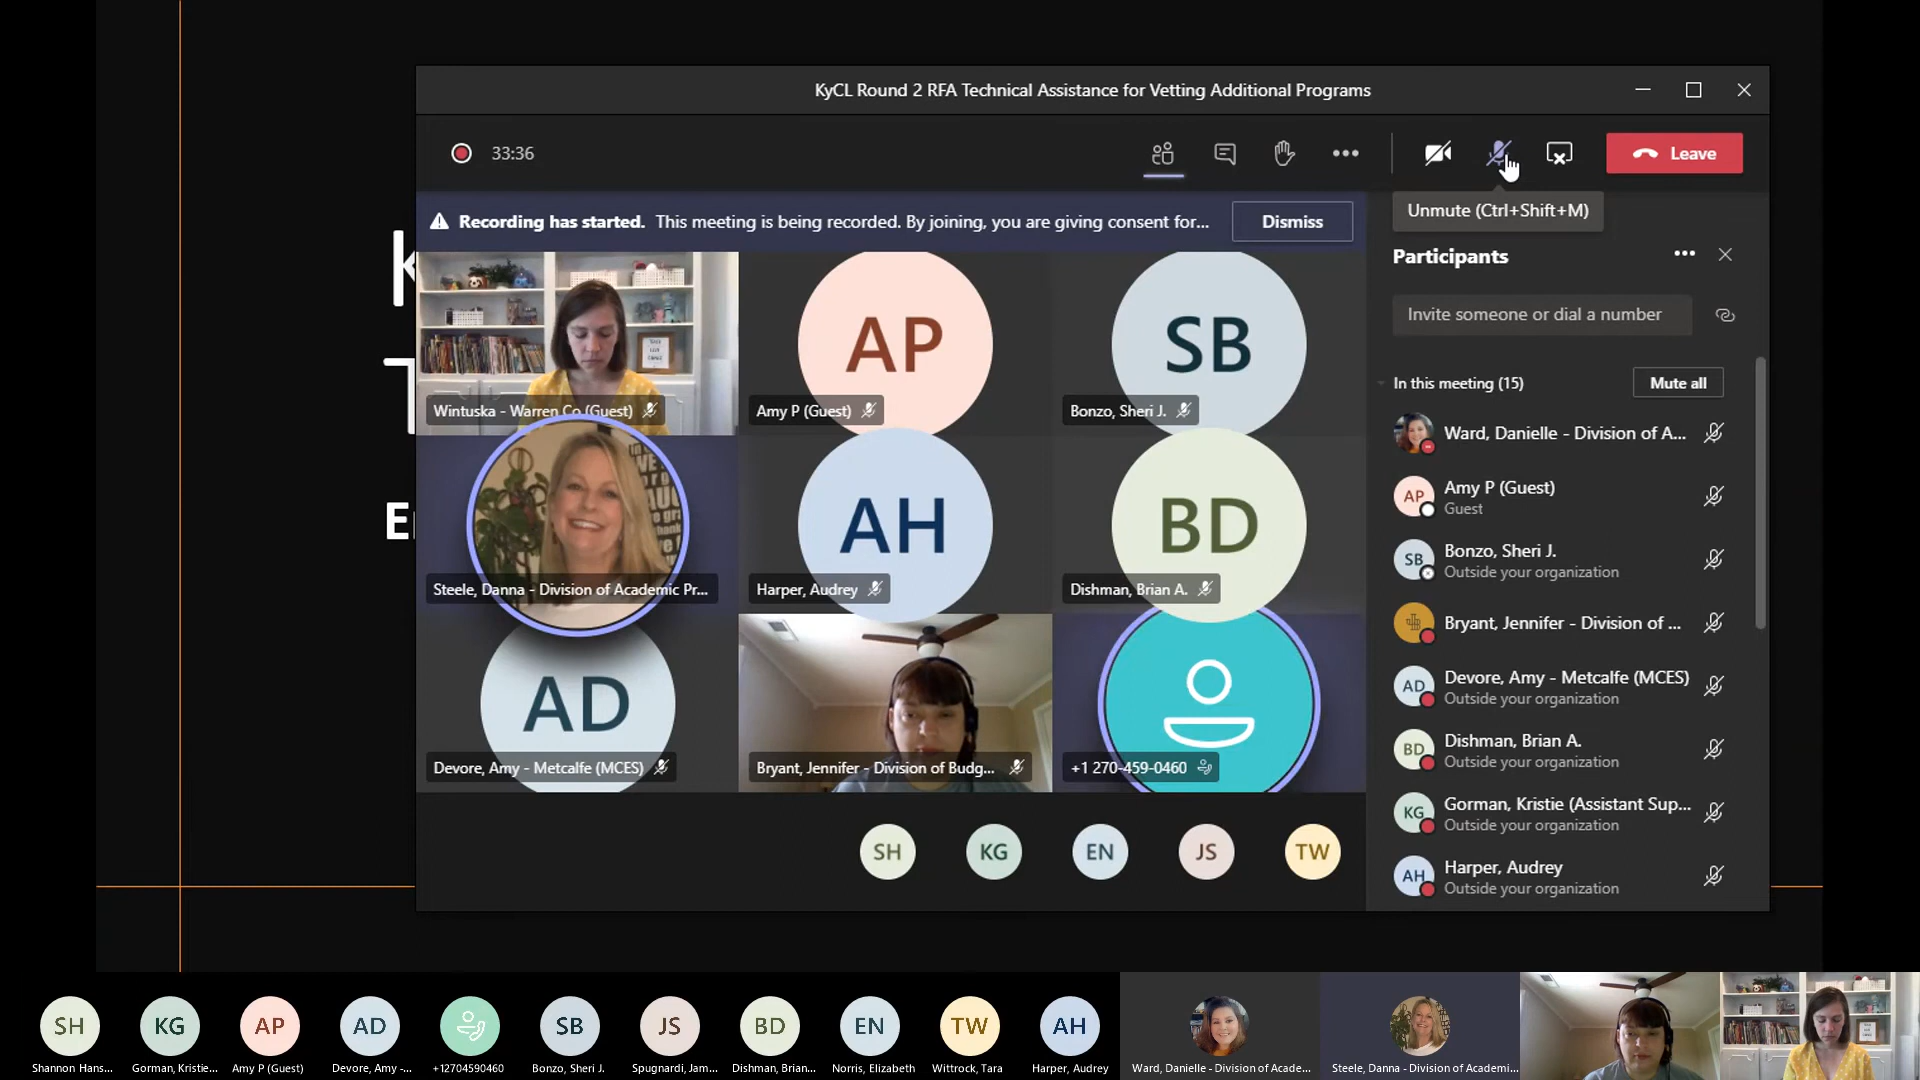 KyCL Round 2 RFA Technical Assistance for Vetting Additional Programs
33:36
Leave
Recording has started. This meeting is being recorded. By joining, you are giving consent for...
Dismiss
Unmute (Ctrl+Shift+M)
Participants
Invite someone or dial a number
In this meeting (15)
Mute all
Ward, Danielle - Division of A...
AP
Amy P (Guest)
Guest
SB
Bonzo, Sheri J.
Outside your organization
Bryant, Jennifer - Division of ...
AD
Devore, Amy - Metcalfe (MCES)
Outside your organization
BD
Dishman, Brian A.
Outside your organization
KG
Gorman, Kristie (Assistant Sup...
Outside your organization
AH
Harper, Audrey
Outside your organization
Wintuska - Warren Co (Guest)
AP
Amy P (Guest)
SB
Bonzo, Sheri J.
Steele, Danna - Division of Academic Pr...
AH
Harper, Audrey
BD
Dishman, Brian A.
AD
Devore, Amy - Metcalfe (MCES)
Bryant, Jennifer - Division of Budg...
+1 270-459-0460
SH
KG
EN
JS
TW
SH
Shannon Hans...
KG
Gorman, Kristie...
AP
Amy P (Guest)
AD
Devore, Amy -...
+12704590460
SB
Bonzo, Sheri J.
JS
Spugnardi, Jam...
BD
Dishman, Brian...
EN
Norris, Elizabeth
TW
Wittrock, Tara
AH
Harper, Audrey
Ward, Danielle - Division of Acade...
Steele, Danna - Division of Academi...